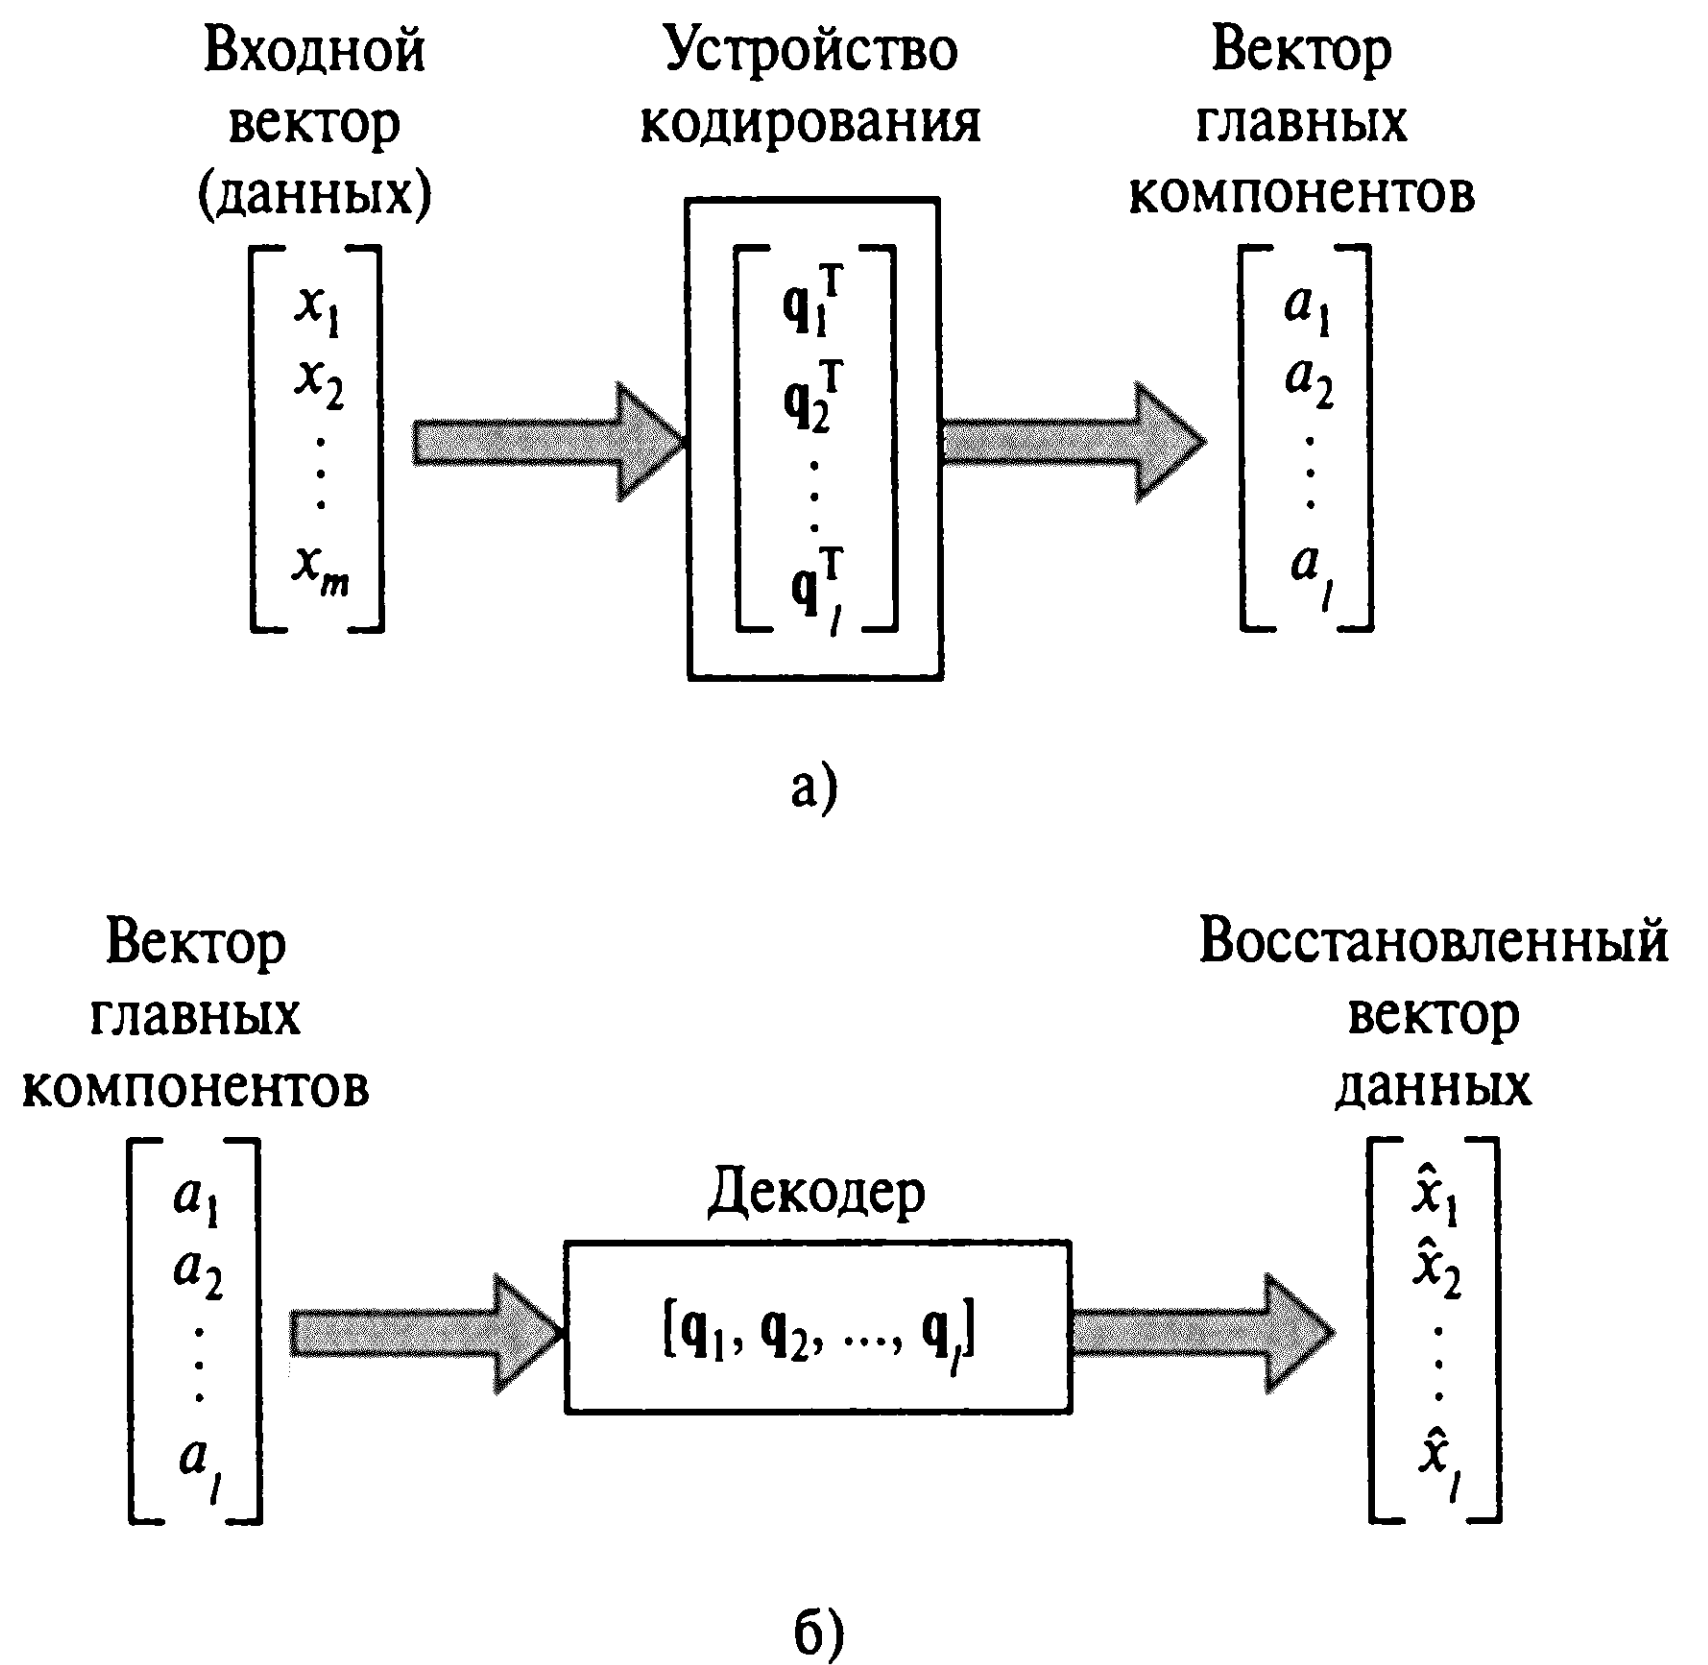 Входной
вектор
(данных)
Устройство
кодирования
Вектор
главных
компонентов
x₁
x₂
.
.
.
xₘ
q₁ᵀ
q₂ᵀ
.
.
.
qₗᵀ
a₁
a₂
.
.
.
aₗ
а)
Вектор
главных
компонентов
Декодер
Восстановленный
вектор
данных
a₁
a₂
.
.
.
aₗ
[q₁, q₂, ..., qₗ]
x̂₁
x̂₂
.
.
.
x̂ₗ
б)